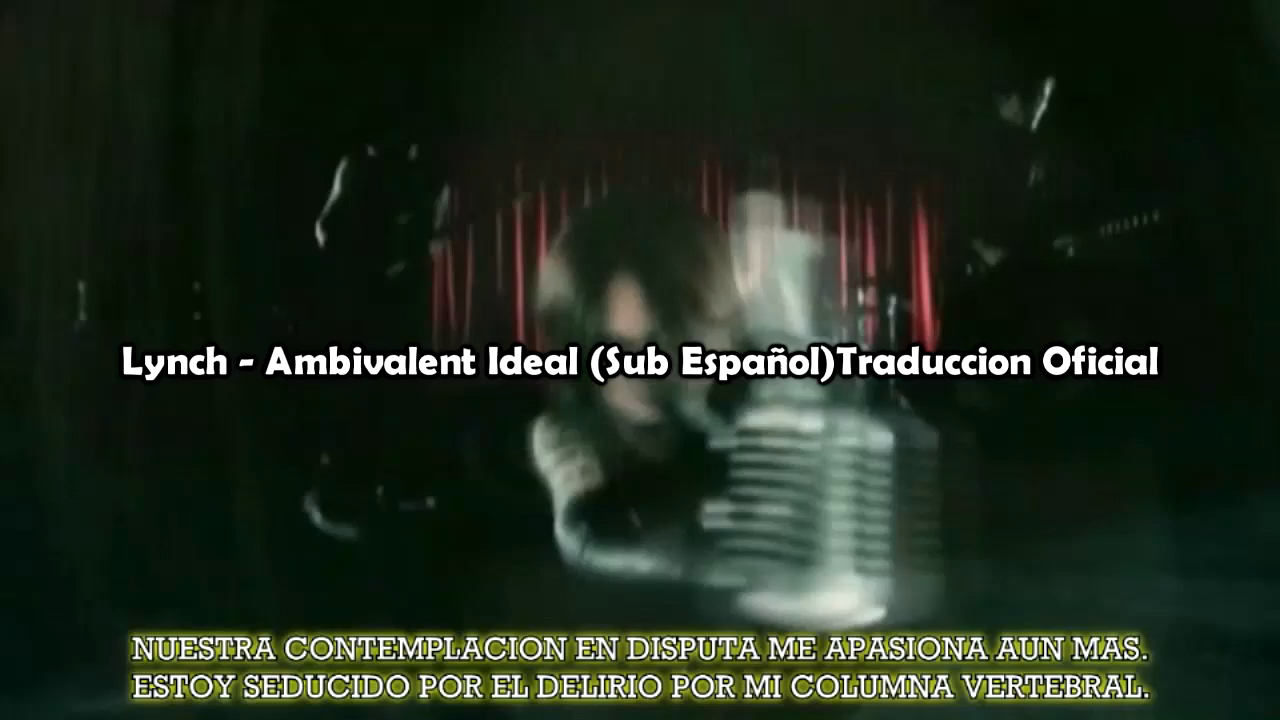 Lynch - Ambivalent Ideal (Sub Español)Traduccion Oficial
NUESTRA CONTEMPLACION EN DISPUTA ME APASIONA AUN MAS.
ESTOY SEDUCIDO POR EL DELIRIO POR MI COLUMNA VERTEBRAL.